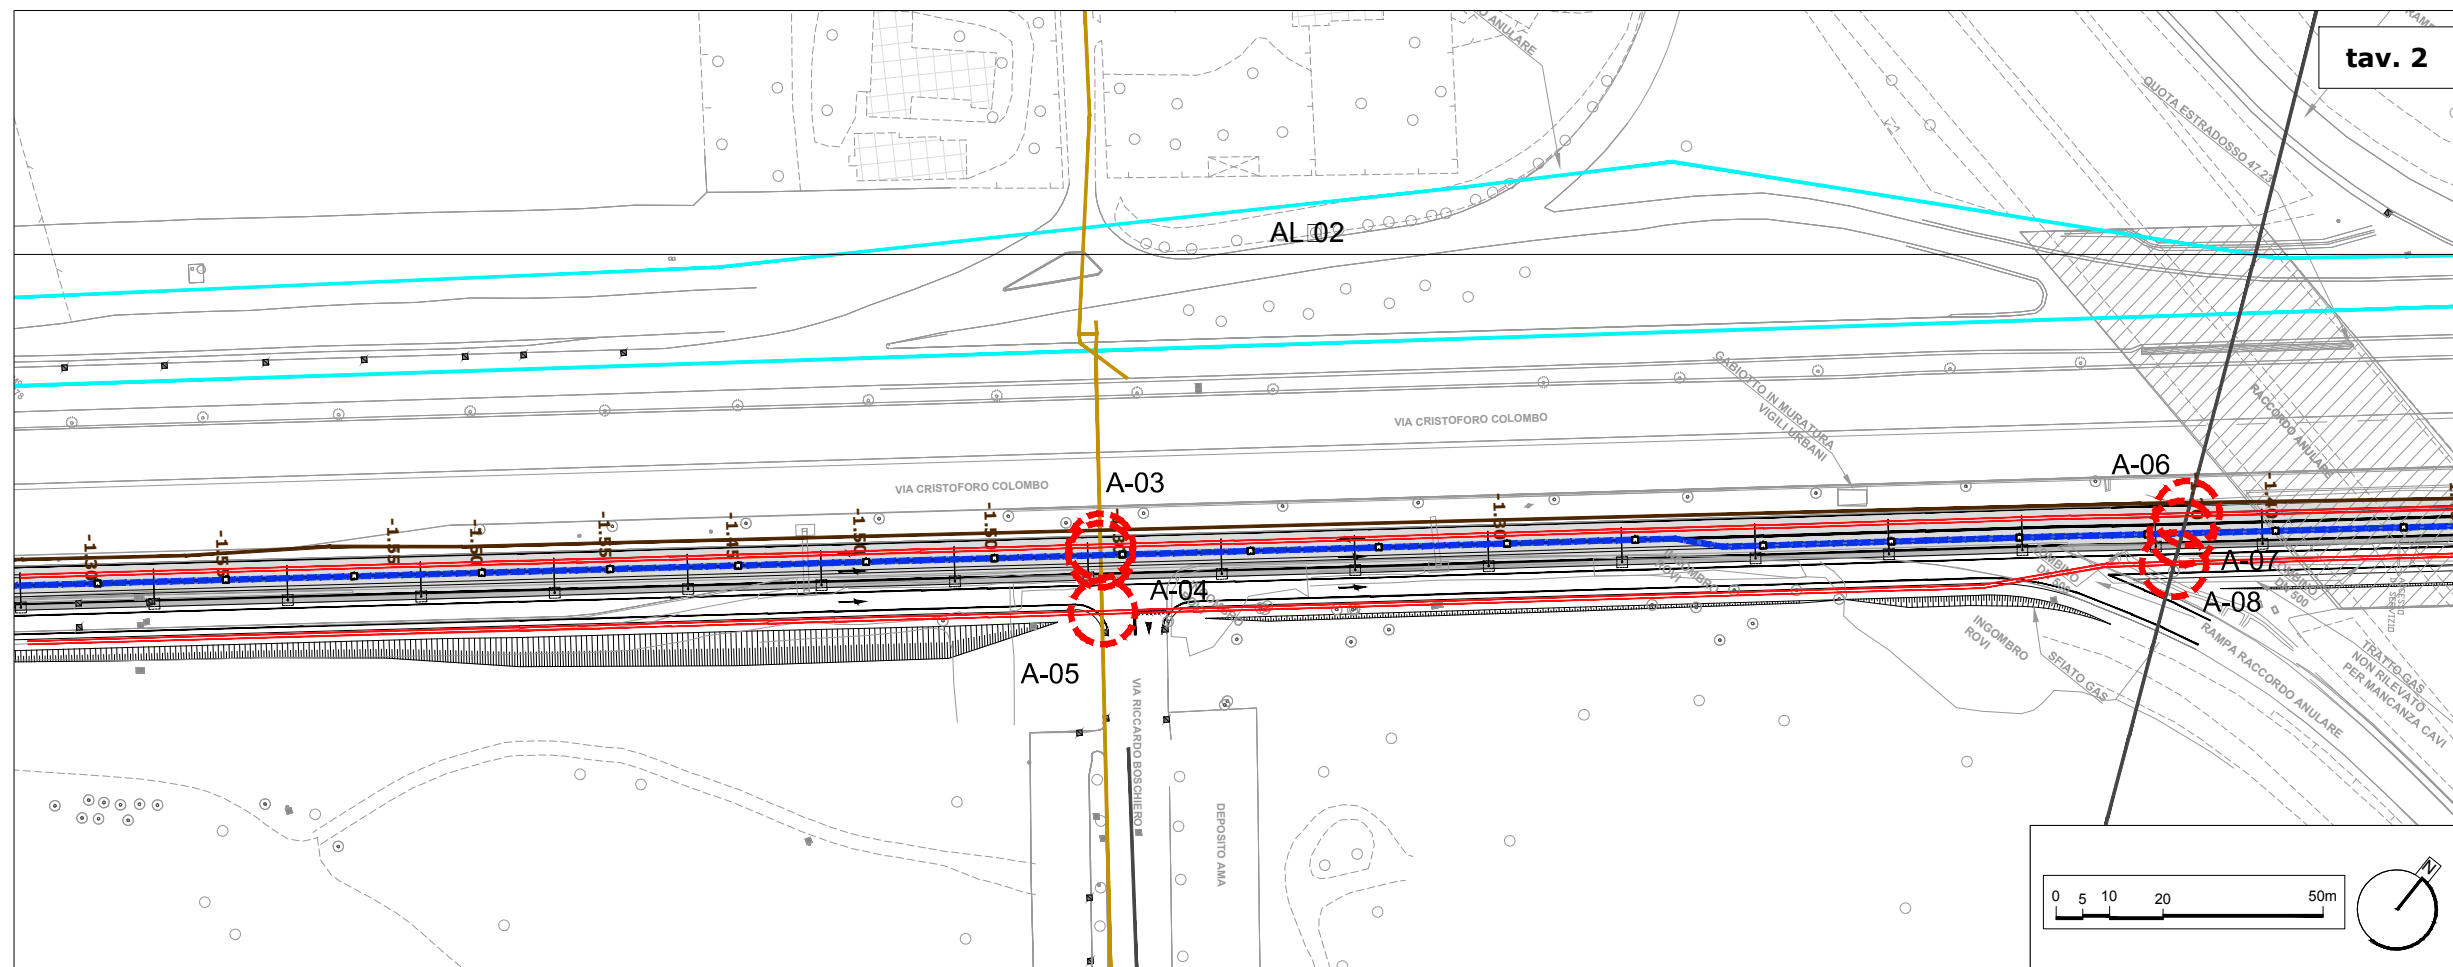 tav. 2
QUOTA ESTRADOSSO 47.23
AL 02
RACCORDO ANULARE
GABIOTTO IN MURATURA
VIGILI URBANI
VIA CRISTOFORO COLOMBO
VIA CRISTOFORO COLOMBO
A-03
A-06
-1.30
-1.55
-1.55
-1.50
-1.55
-1.45
-1.50
-1.50
-1.30
-1.40
A-04
A-07
A-08
A-05
INGOMBRO
ROVI
INGOMBRO
ROVI
SFIATO GAS
RAMPA RACCORDO ANULARE
TRATTO GAS
NON RILEVATO
PER MANCANZA CAVI
VIA RICCARDO BOSCHIERO
DEPOSITO AMA
N
0 5 10 20 50m